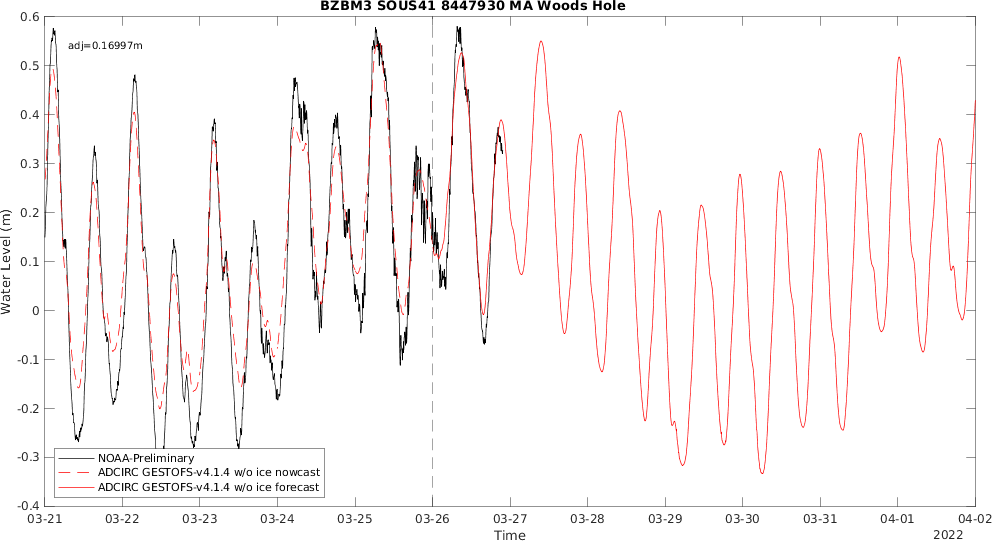 BZBM3 SOUS41 8447930 MA Woods Hole
adj=0.16997m
Water Level (m)
0.6
0.5
0.4
0.3
0.2
0.1
0
-0.1
-0.2
-0.3
-0.4
NOAA-Preliminary
ADCIRC GESTOFS-v4.1.4 w/o ice nowcast
ADCIRC GESTOFS-v4.1.4 w/o ice forecast
03-21 03-22 03-23 03-24 03-25 03-26 03-27 03-28 03-29 03-30 03-31 04-01 04-02
Time
2022